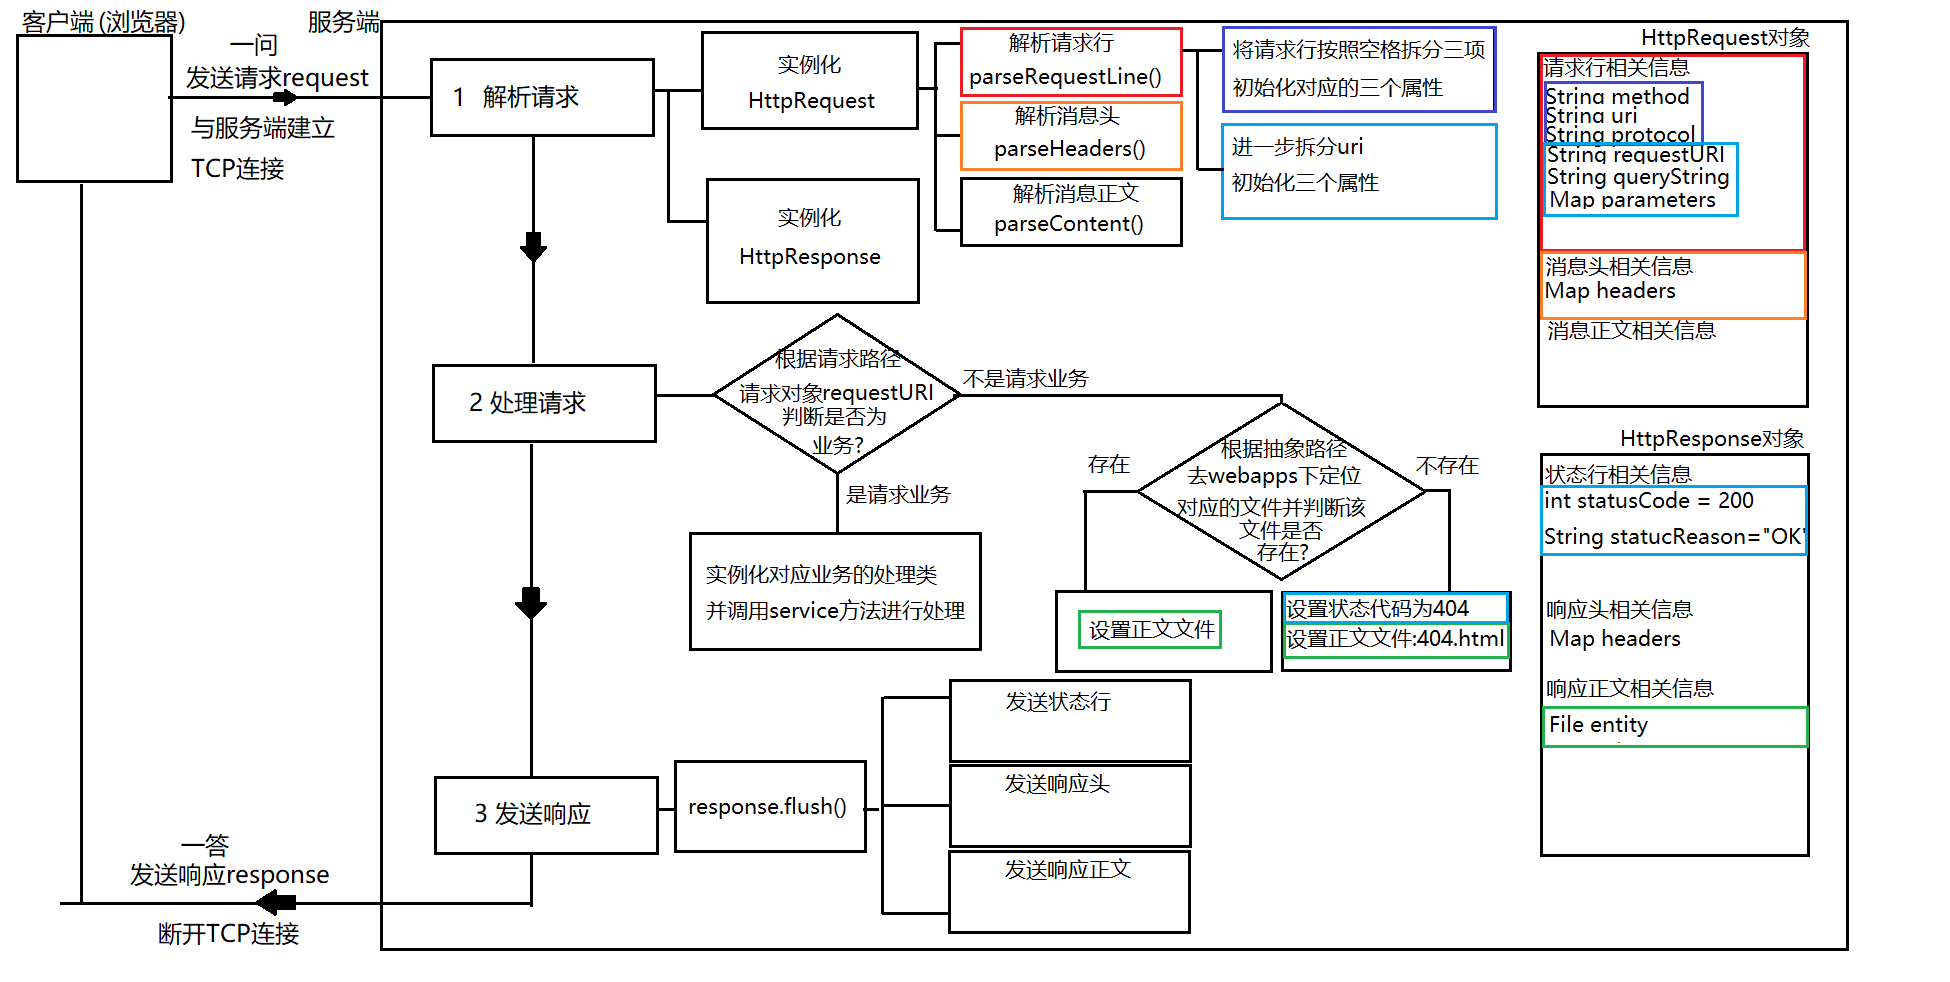 客户端 (浏览器)
服务端
一问
发送请求request
与服务端建立
TCP连接
1 解析请求
实例化
HttpRequest
实例化
HttpResponse
解析请求行
parseRequestLine()
解析消息头
parseHeaders()
解析消息正文
parseContent()
将请求行按照空格拆分三项
初始化对应的三个属性
进一步拆分uri
初始化三个属性
HttpRequest对象
请求行相关信息
String method
String uri
String protocol
String requestURI
String queryString
Map parameters
消息头相关信息
Map headers
消息正文相关信息
2 处理请求
根据请求路径
请求对象requestURI
判断是否为
业务?
不是请求业务
是请求业务
实例化对应业务的处理类
并调用service方法进行处理
根据抽象路径
去webapps下定位
对应的文件并判断该
文件是否
存在?
存在
不存在
设置正文文件
设置状态代码为404
设置正文文件:404.html
HttpResponse对象
状态行相关信息
int statusCode = 200
String statucReason="OK"
响应头相关信息
Map headers
响应正文相关信息
File entity
3 发送响应
response.flush()
发送状态行
发送响应头
发送响应正文
一答
发送响应response
断开TCP连接